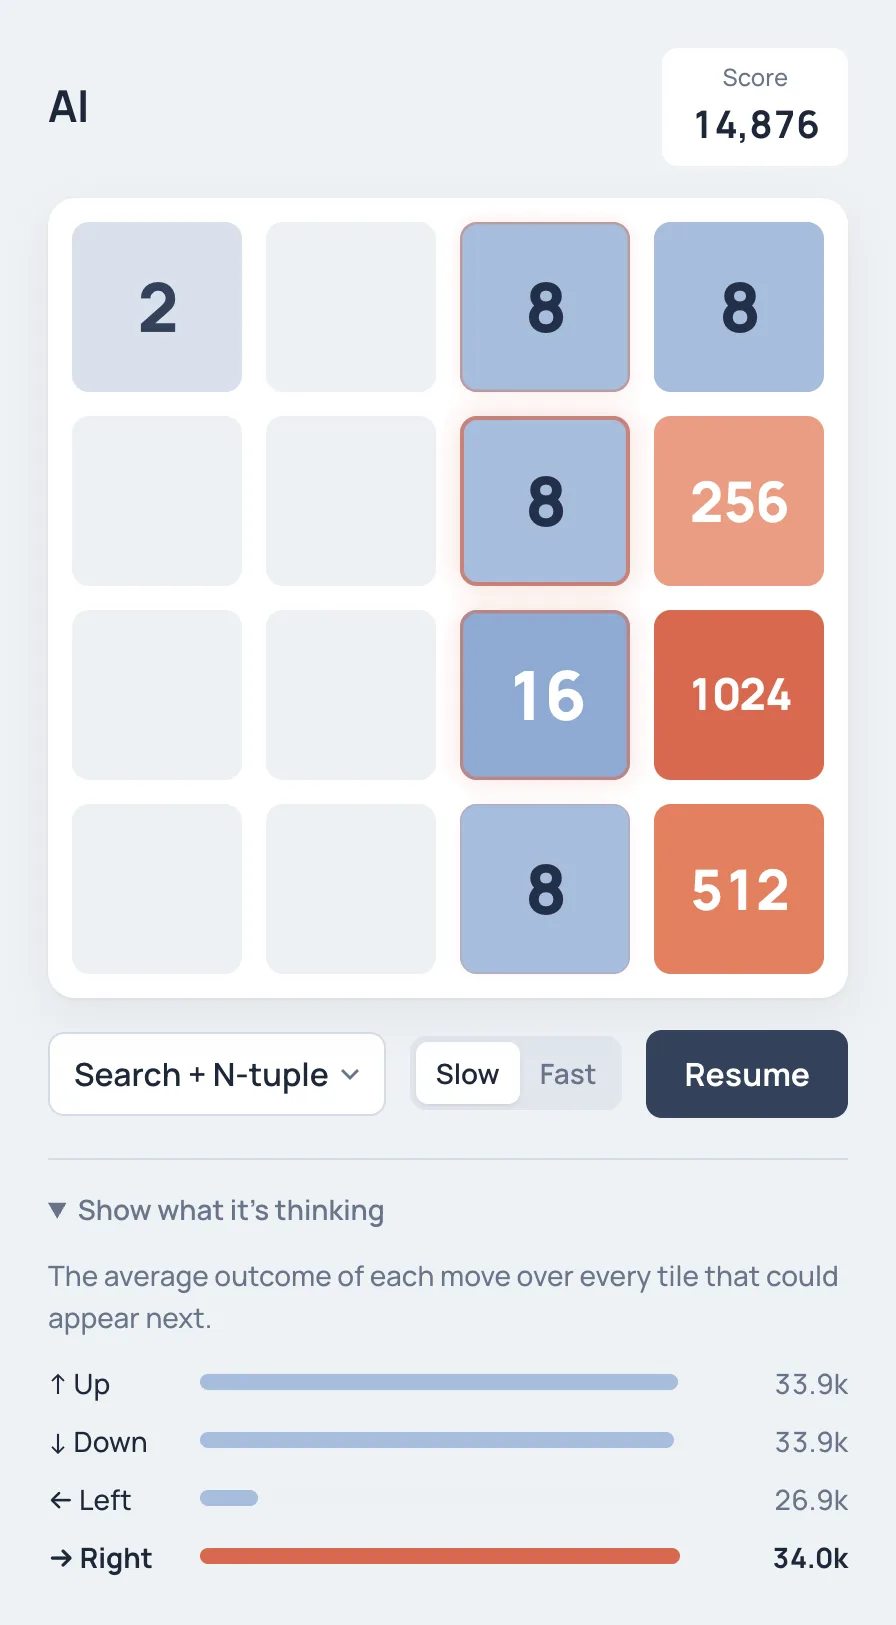 AI
Score
14,876
2 8 8
8 256
16 1024
8 512
Search + N-tuple
Slow Fast
Resume
▼ Show what it’s thinking
The average outcome of each move over every tile that could
appear next.
↑ Up 33.9k
↓ Down 33.9k
← Left 26.9k
→ Right 34.0k